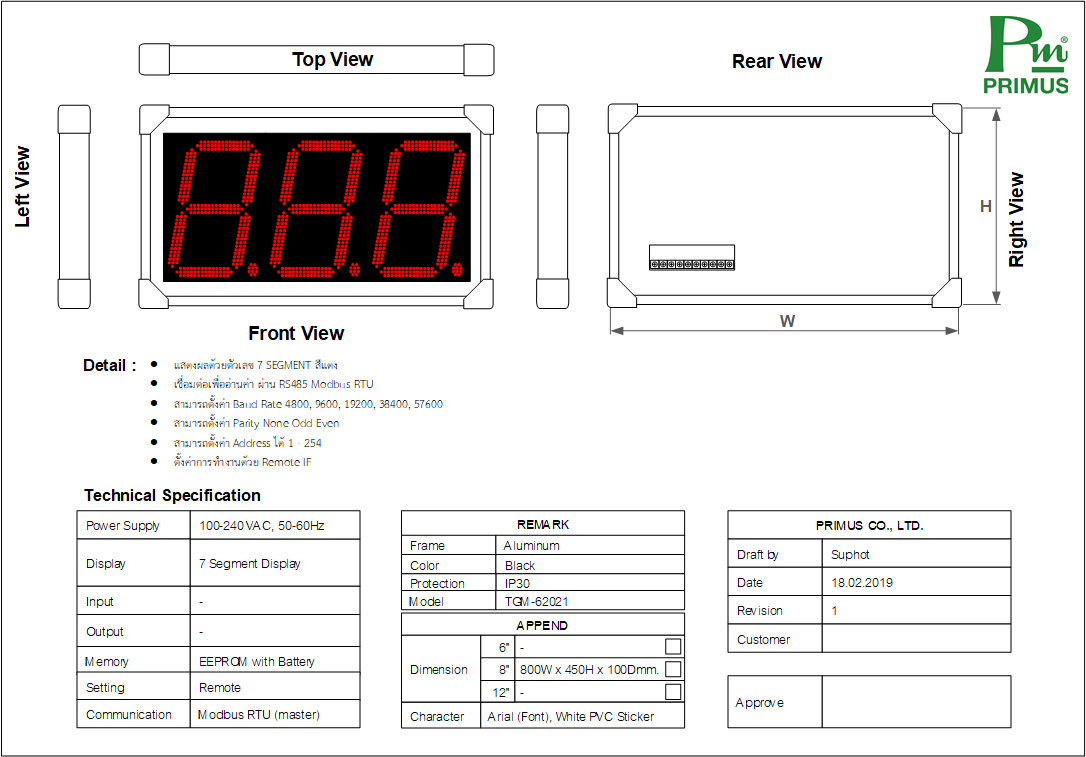 Top View
Rear View
Pm®
PRIMUS
Left View
8.8.8.
H
Right View
W
Front View
Detail :
• แสดงผลด้วยตัวเลข 7 SEGMENT สีแดง
• เชื่อมต่อเพื่ออ่านค่า ผ่าน RS485 Modbus RTU
• สามารถตั้งค่า Baud Rate 4800, 9600, 19200, 38400, 57600
• สามารถตั้งค่า Parity None Odd Even
• สามารถตั้งค่า Address ได้ 1 - 254
• ตั้งค่าการทำงานด้วย Remote IF
Technical Specification
Power Supply 100-240VAC, 50-60Hz
Display 7 Segment Display
Input -
Output -
Memory EEPROM with Battery
Setting Remote
Communication Modbus RTU (master)
REMARK
Frame Aluminum
Color Black
Protection IP30
Model TGM-62021
APPEND
Dimension
6" -
8" 800W x 450H x 100Dmm.
12" -
Character Arial (Font), White PVC Sticker
PRIMUS CO., LTD.
Draft by Suphot
Date 18.02.2019
Revision 1
Customer
Approve